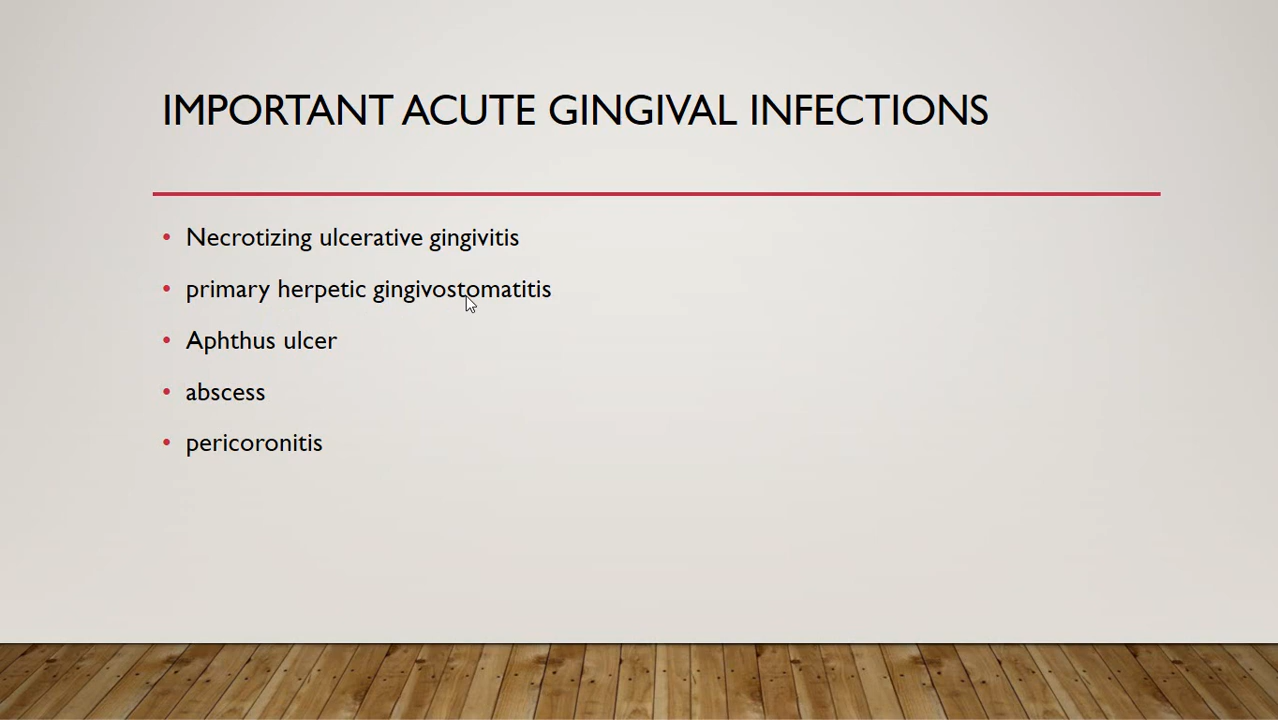 IMPORTANT ACUTE GINGIVAL INFECTIONS
• Necrotizing ulcerative gingivitis
• primary herpetic gingivostomatitis
• Aphthus ulcer
• abscess
• pericoronitis